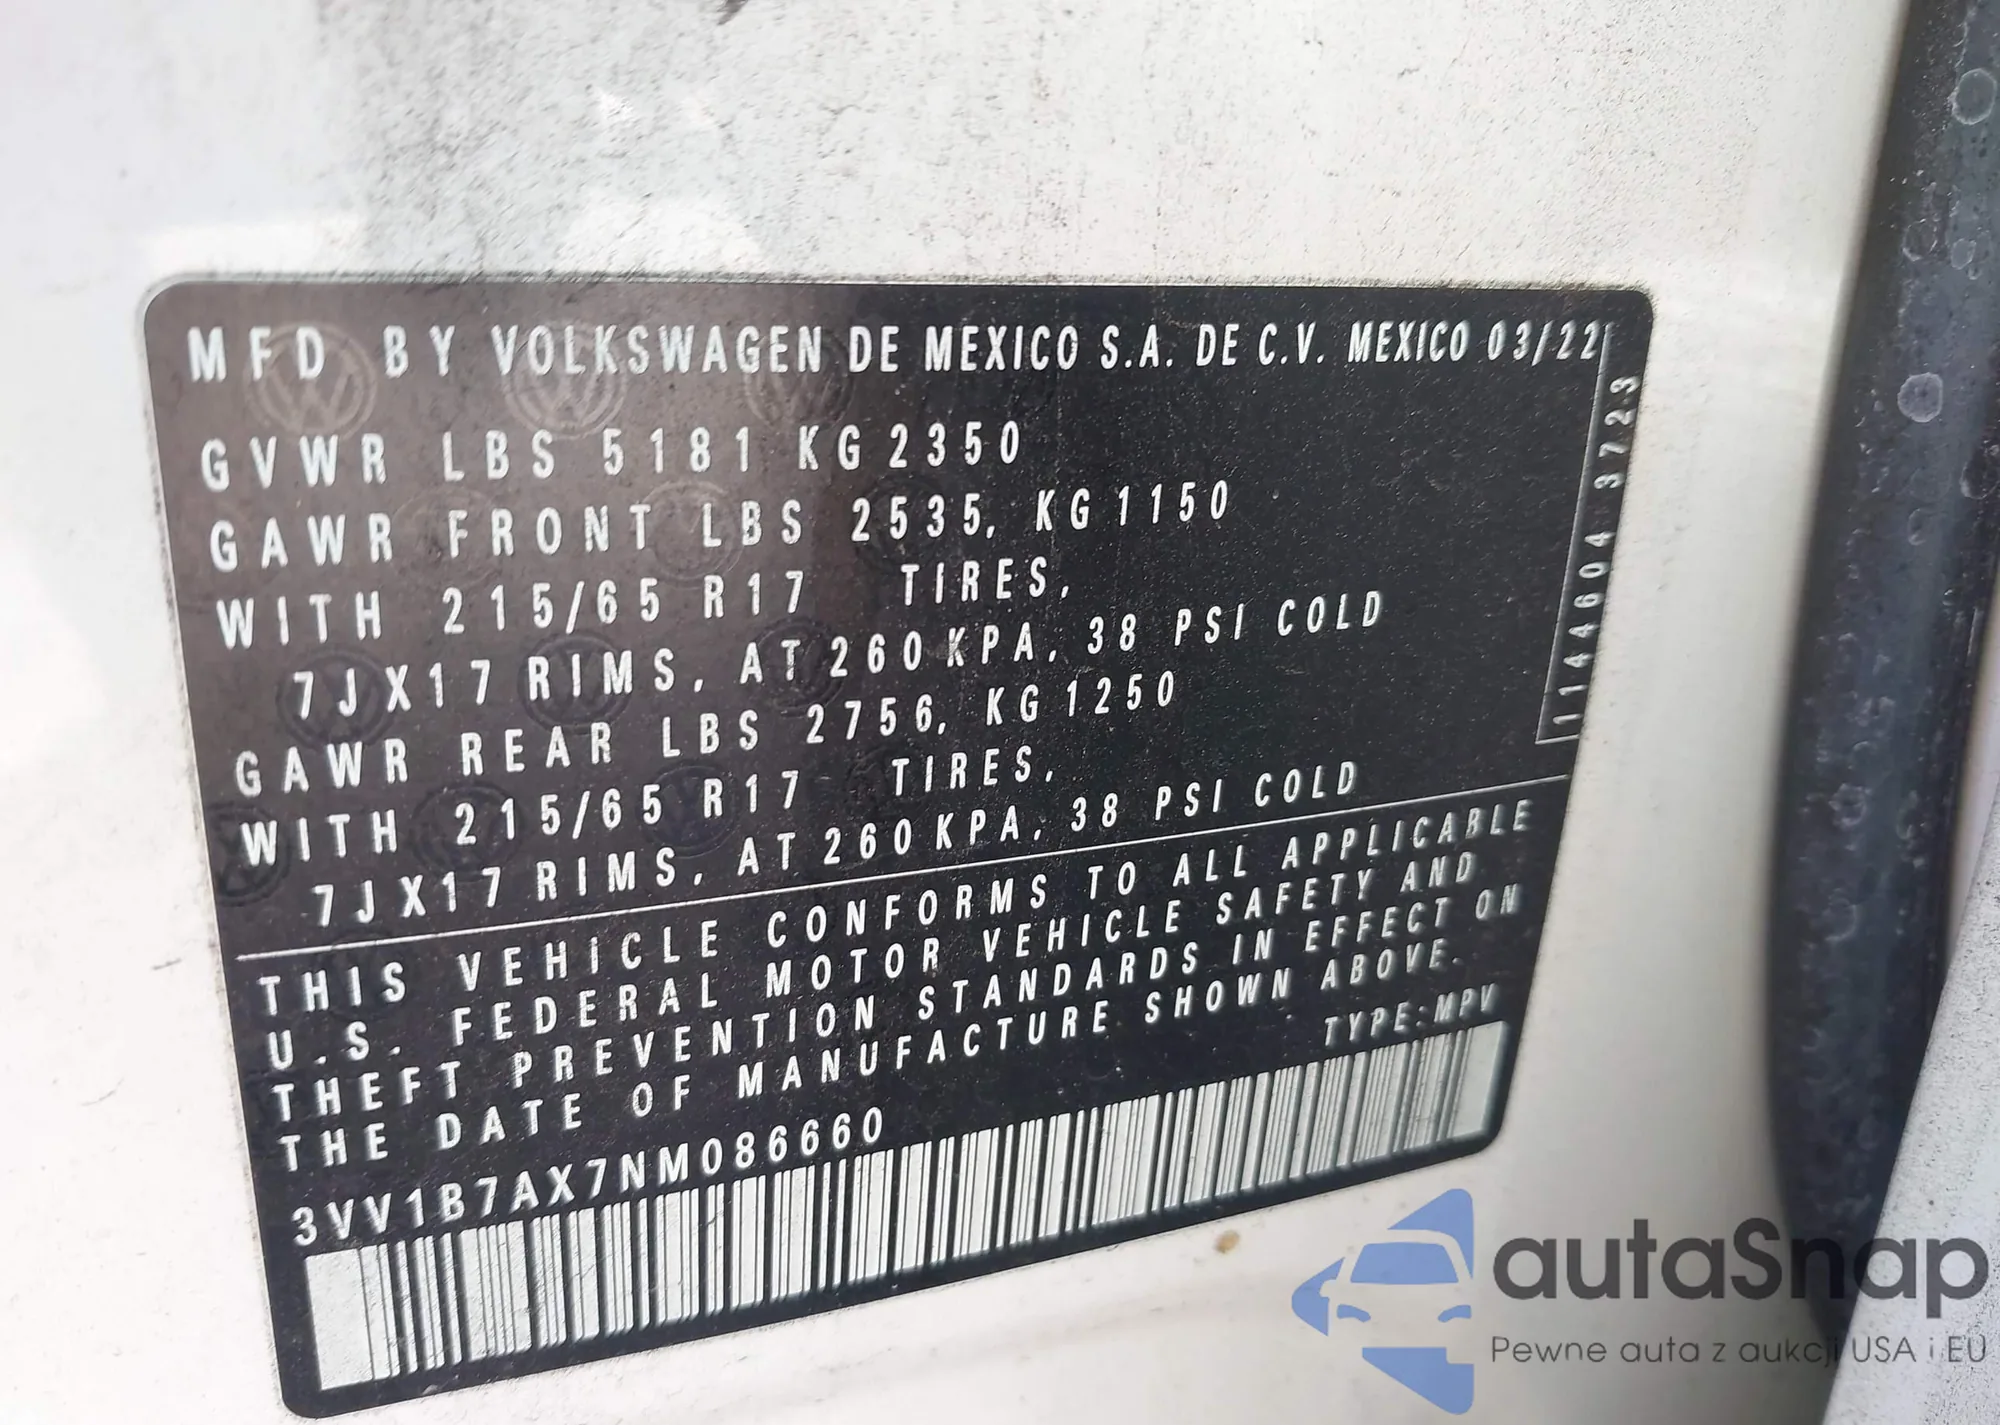 MFD BY VOLKSWAGEN DE MEXICO S.A. DE C.V. MEXICO 03/22
GVWR LBS 5181 KG 2350
GAWR FRONT LBS 2535, KG 1150
WITH 215/65 R17 TIRES,
7JX17 RIMS, AT 260 KPA, 38 PSI COLD
GAWR REAR LBS 2756, KG 1250
WITH 215/65 R17 TIRES,
7JX17 RIMS, AT 260 KPA, 38 PSI COLD
11446604 3723
THIS VEHICLE CONFORMS TO ALL APPLICABLE
U.S. FEDERAL MOTOR VEHICLE SAFETY AND
THEFT PREVENTION STANDARDS IN EFFECT ON
THE DATE OF MANUFACTURE SHOWN ABOVE.
TYPE:MPV
3VV1B7AX7NM086660
autaSnap
Pewne auta z aukcji USA i EU